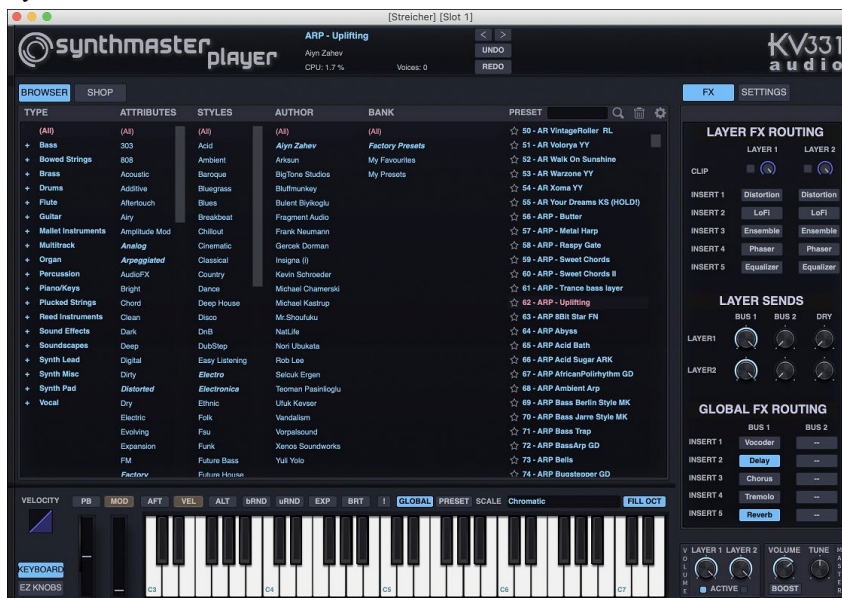 [Streicher] [Slot 1]
synthmaster player
ARP - Uplifting
Aiyn Zahev
CPU: 1.7 %
Voices: 0
< >
UNDO
REDO
KV331 audio
BROWSER SHOP
FX SETTINGS
TYPE ATTRIBUTES STYLES AUTHOR BANK PRESET
(All) (All) (All) (All) (All) 50 - AR VintageRoller RL
+ Bass 303 Acid Aiyn Zahev Factory Presets 51 - AR Volorya YY
+ Bowed Strings 808 Ambient Arksun My Favourites 52 - AR Walk On Sunshine
+ Brass Acoustic Baroque BigTone Studios My Presets 53 - AR Warzone YY
+ Drums Additive Bluegrass Bluffmunkey 54 - AR Xoma YY
+ Flute Aftertouch Blues Bulent Biyikoglu 55 - AR Your Dreams KS (HOLD!)
+ Guitar Airy Breakbeat Fragment Audio 56 - ARP - Butter
+ Mallet Instruments Amplitude Mod Chillout Frank Neumann 57 - ARP - Metal Harp
+ Multitrack Analog Cinematic Gercek Dorman 58 - ARP - Raspy Gate
+ Organ Arpeggiated Classical Insigna (i) 59 - ARP - Sweet Chords
+ Percussion AudioFX Country Kevin Schroeder 60 - ARP - Sweet Chords II
+ Piano/Keys Bright Dance Michael Chamerski 61 - ARP - Trance bass layer
+ Plucked Strings Chord Deep House Michael Kastrup 62 - ARP - Uplifting
+ Reed Instruments Clean Disco Mr.Shoufuku 63 - ARP 8Bit Star FN
+ Sound Effects Dark DnB NatLife 64 - ARP Abyss
+ Soundscapes Deep DubStep Nori Ubukata 65 - ARP Acid Bath
+ Synth Lead Digital Easy Listening Rob Lee 66 - ARP Acid Sugar ARK
+ Synth Misc Dirty Electro Selcuk Ergen 67 - ARP AfricanPolirhythm GD
+ Synth Pad Distorted Electronica Teoman Pasinlioglu 68 - ARP Ambient Arp
+ Vocal Dry Ethnic Ufuk Kevser 69 - ARP Bass Berlin Style MK
Electric Folk Vandalism 70 - ARP Bass Jarre Style MK
Evolving Fsu Vorpalsound 71 - ARP Bass Trap
Expansion Funk Xenos Soundworks 72 - ARP BassArp GD
FM Future Bass Yuli Yolo 73 - ARP Bells
Factory Future House 74 - ARP Bugstepper GD
LAYER FX ROUTING
LAYER 1 LAYER 2
CLIP
INSERT 1 Distortion Distortion
INSERT 2 LoFi LoFi
INSERT 3 Ensemble Ensemble
INSERT 4 Phaser Phaser
INSERT 5 Equalizer Equalizer
LAYER SENDS
BUS 1 BUS 2 DRY
LAYER1
LAYER2
GLOBAL FX ROUTING
BUS 1 BUS 2
INSERT 1 Vocoder --
INSERT 2 Delay --
INSERT 3 Chorus --
INSERT 4 Tremolo --
INSERT 5 Reverb --
VELOCITY PB MOD AFT VEL ALT bRND uRND EXP BRT ! GLOBAL PRESET SCALE Chromatic FILL OCT
KEYBOARD
EZ KNOBS
C3 C4 C5 C6 C7
VOLUME LAYER 1 LAYER 2 VOLUME TUNE MASTER
ACTIVE BOOST